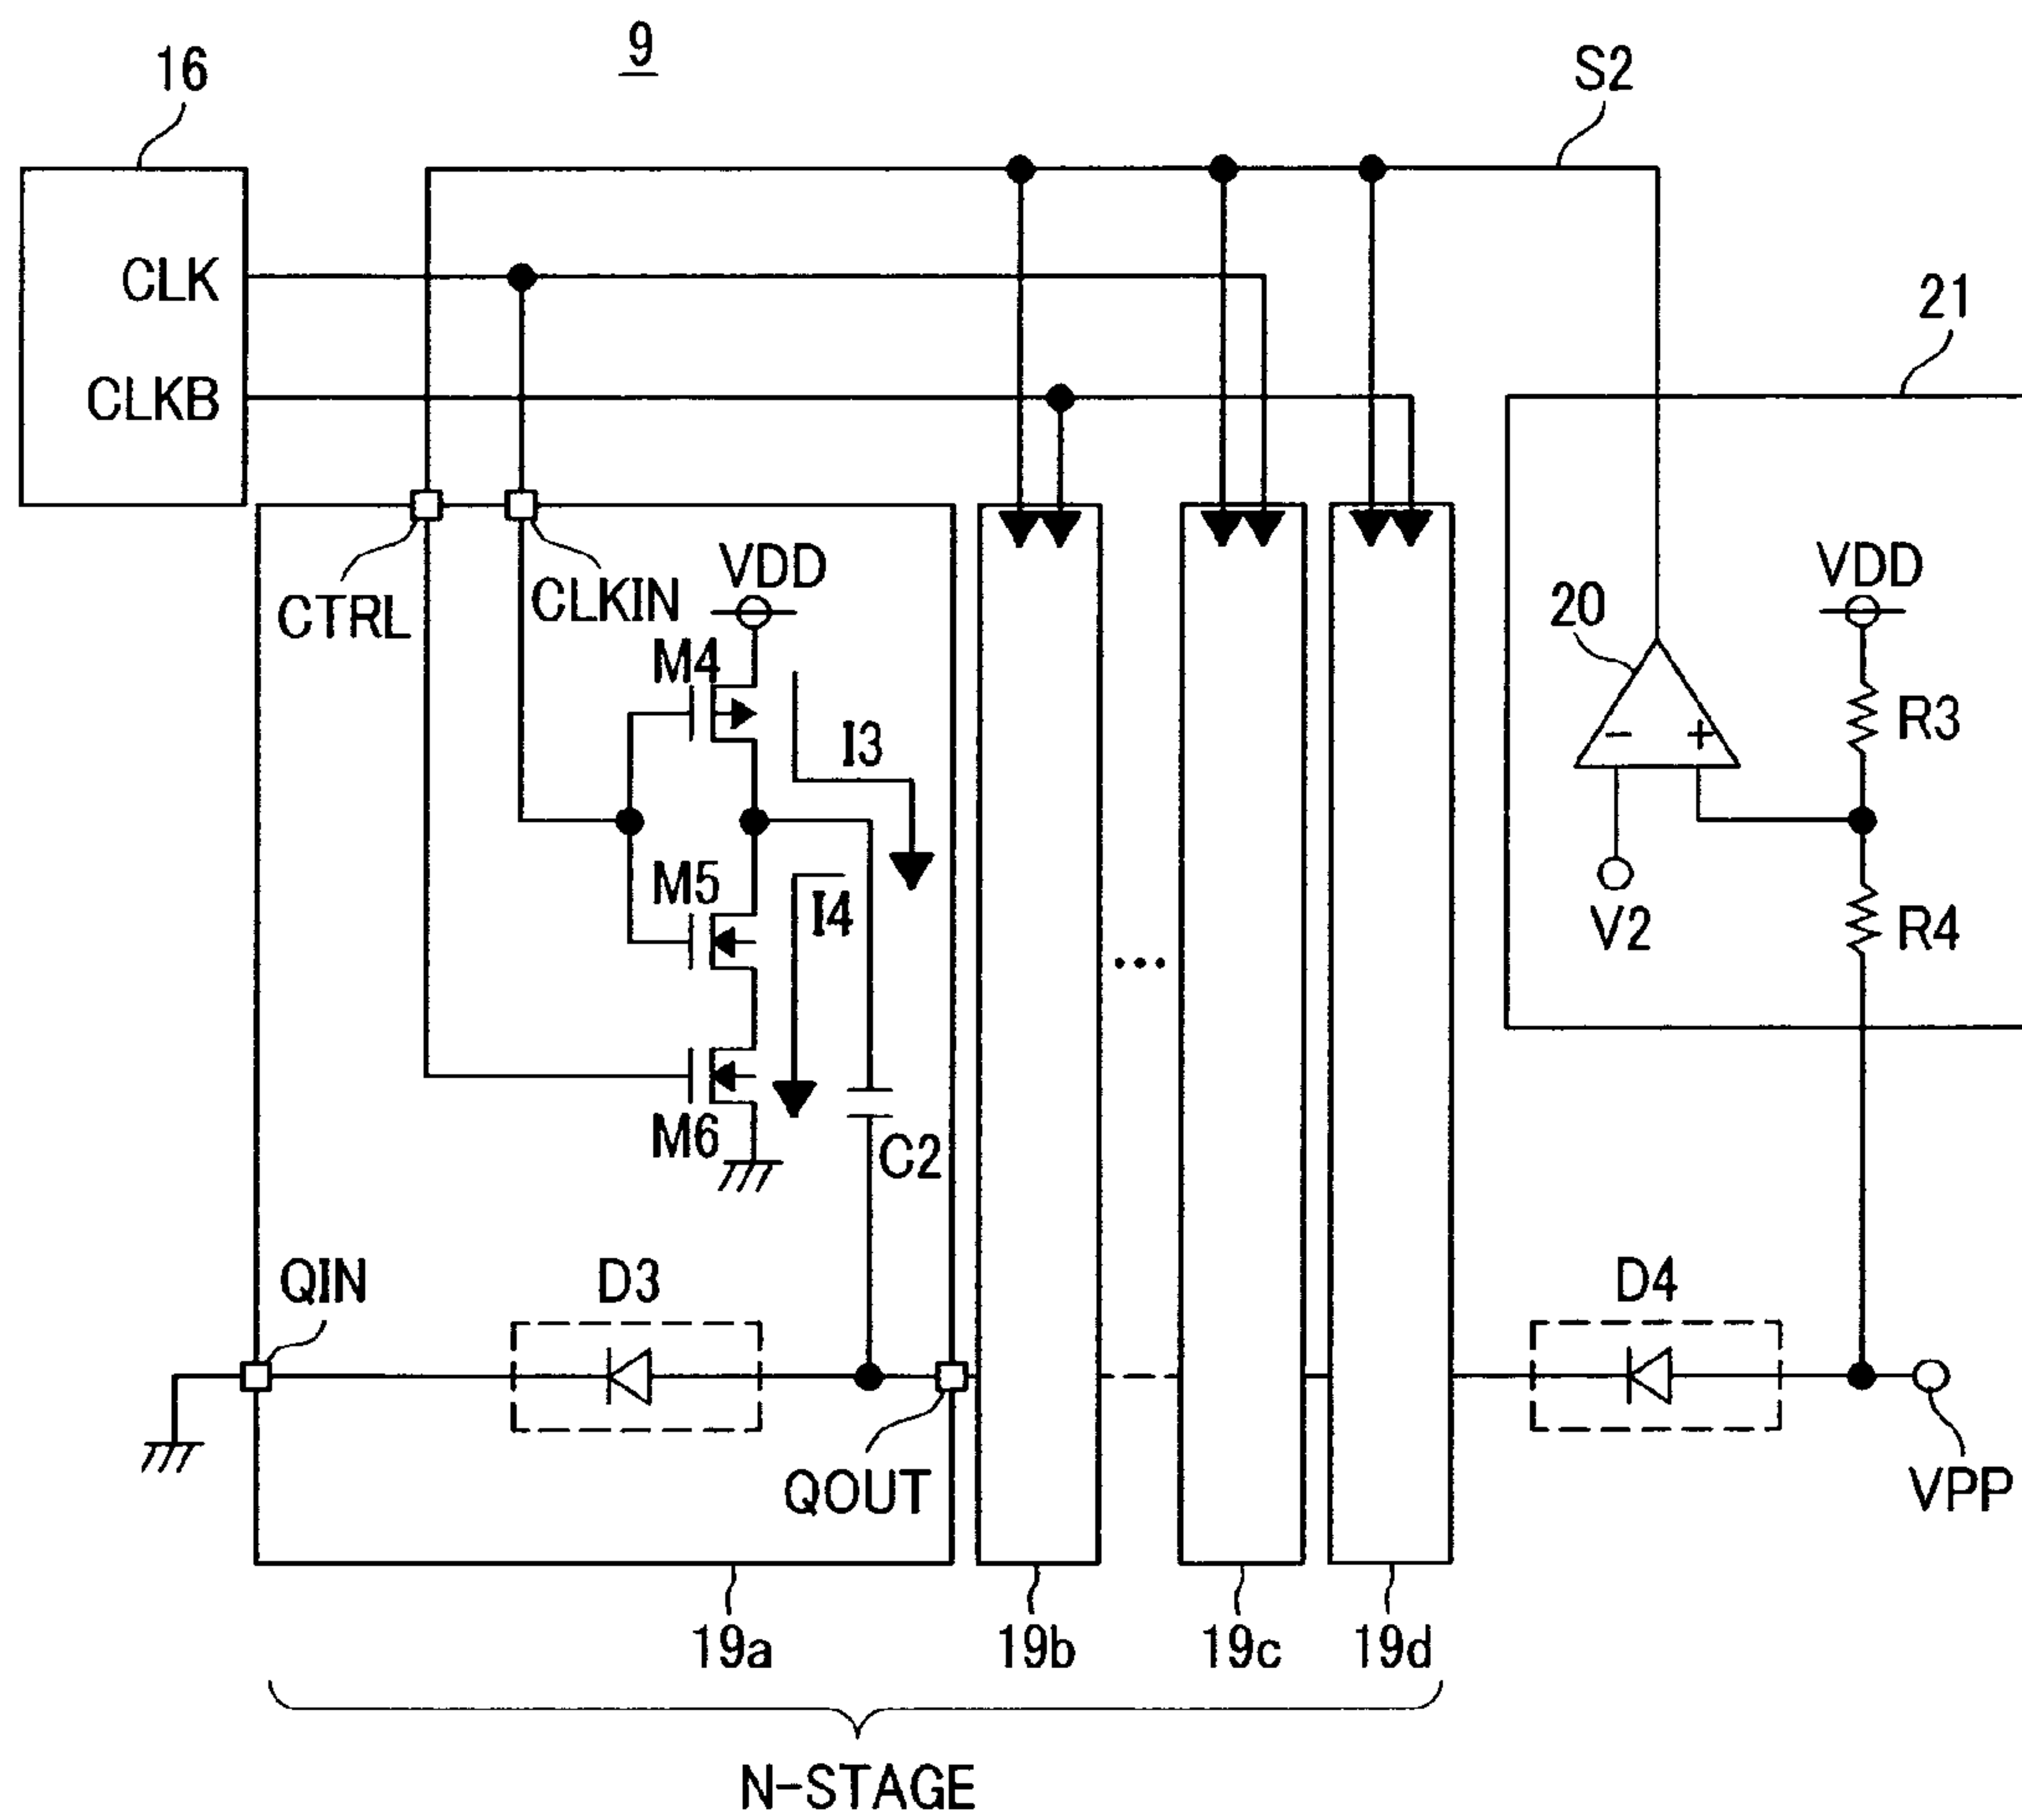 9
16
S2
CLK
21
CLKB
CTRL
CLKIN
VDD
VDD
20
M4
R3
I3
- +
M5
I4
V2
R4
...
M6
C2
QIN
D3
D4
QOUT
VPP
19a
19b
19c
19d
N-STAGE